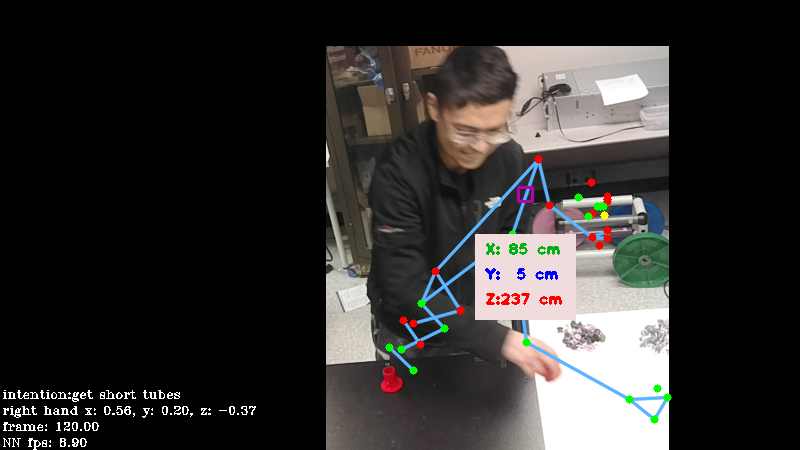 FANUC
X: 85 cm
Y: 5 cm
Z:237 cm
intention:get short tubes
right hand x: 0.56, y: 0.20, z: −0.37
frame: 120.00
NN fps: 8.90